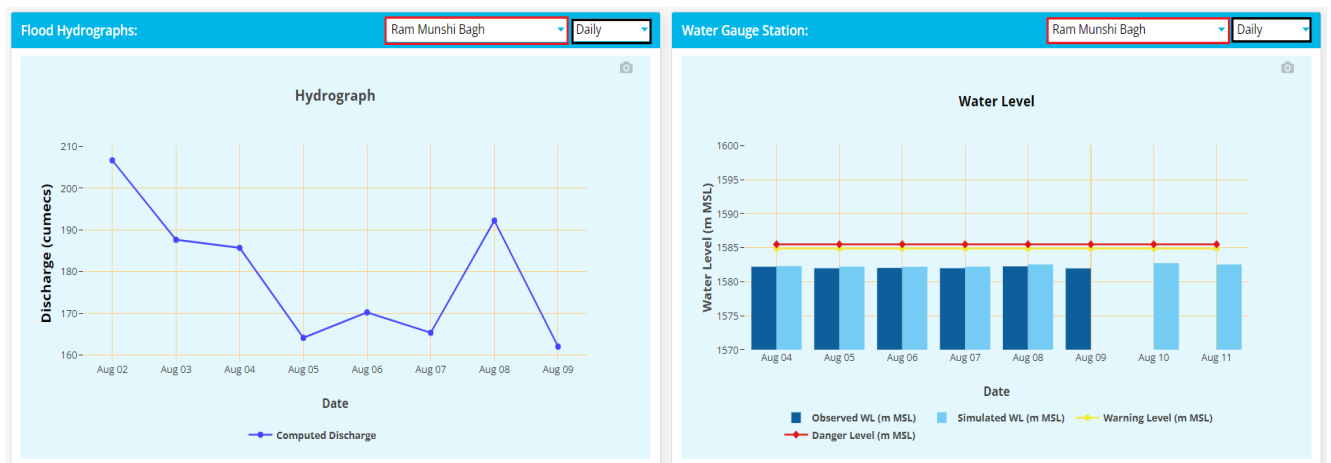 Flood Hydrographs:
Ram Munshi Bagh
Daily
Hydrograph
Discharge (cumecs)
210
200
190
180
170
160
Aug 02 Aug 03 Aug 04 Aug 05 Aug 06 Aug 07 Aug 08 Aug 09
Date
Computed Discharge
Water Gauge Station:
Ram Munshi Bagh
Daily
Water Level
Water Level (m MSL)
1600
1595
1590
1585
1580
1575
1570
Aug 04 Aug 05 Aug 06 Aug 07 Aug 08 Aug 09 Aug 10 Aug 11
Date
Observed WL (m MSL) Simulated WL (m MSL) Warning Level (m MSL)
Danger Level (m MSL)